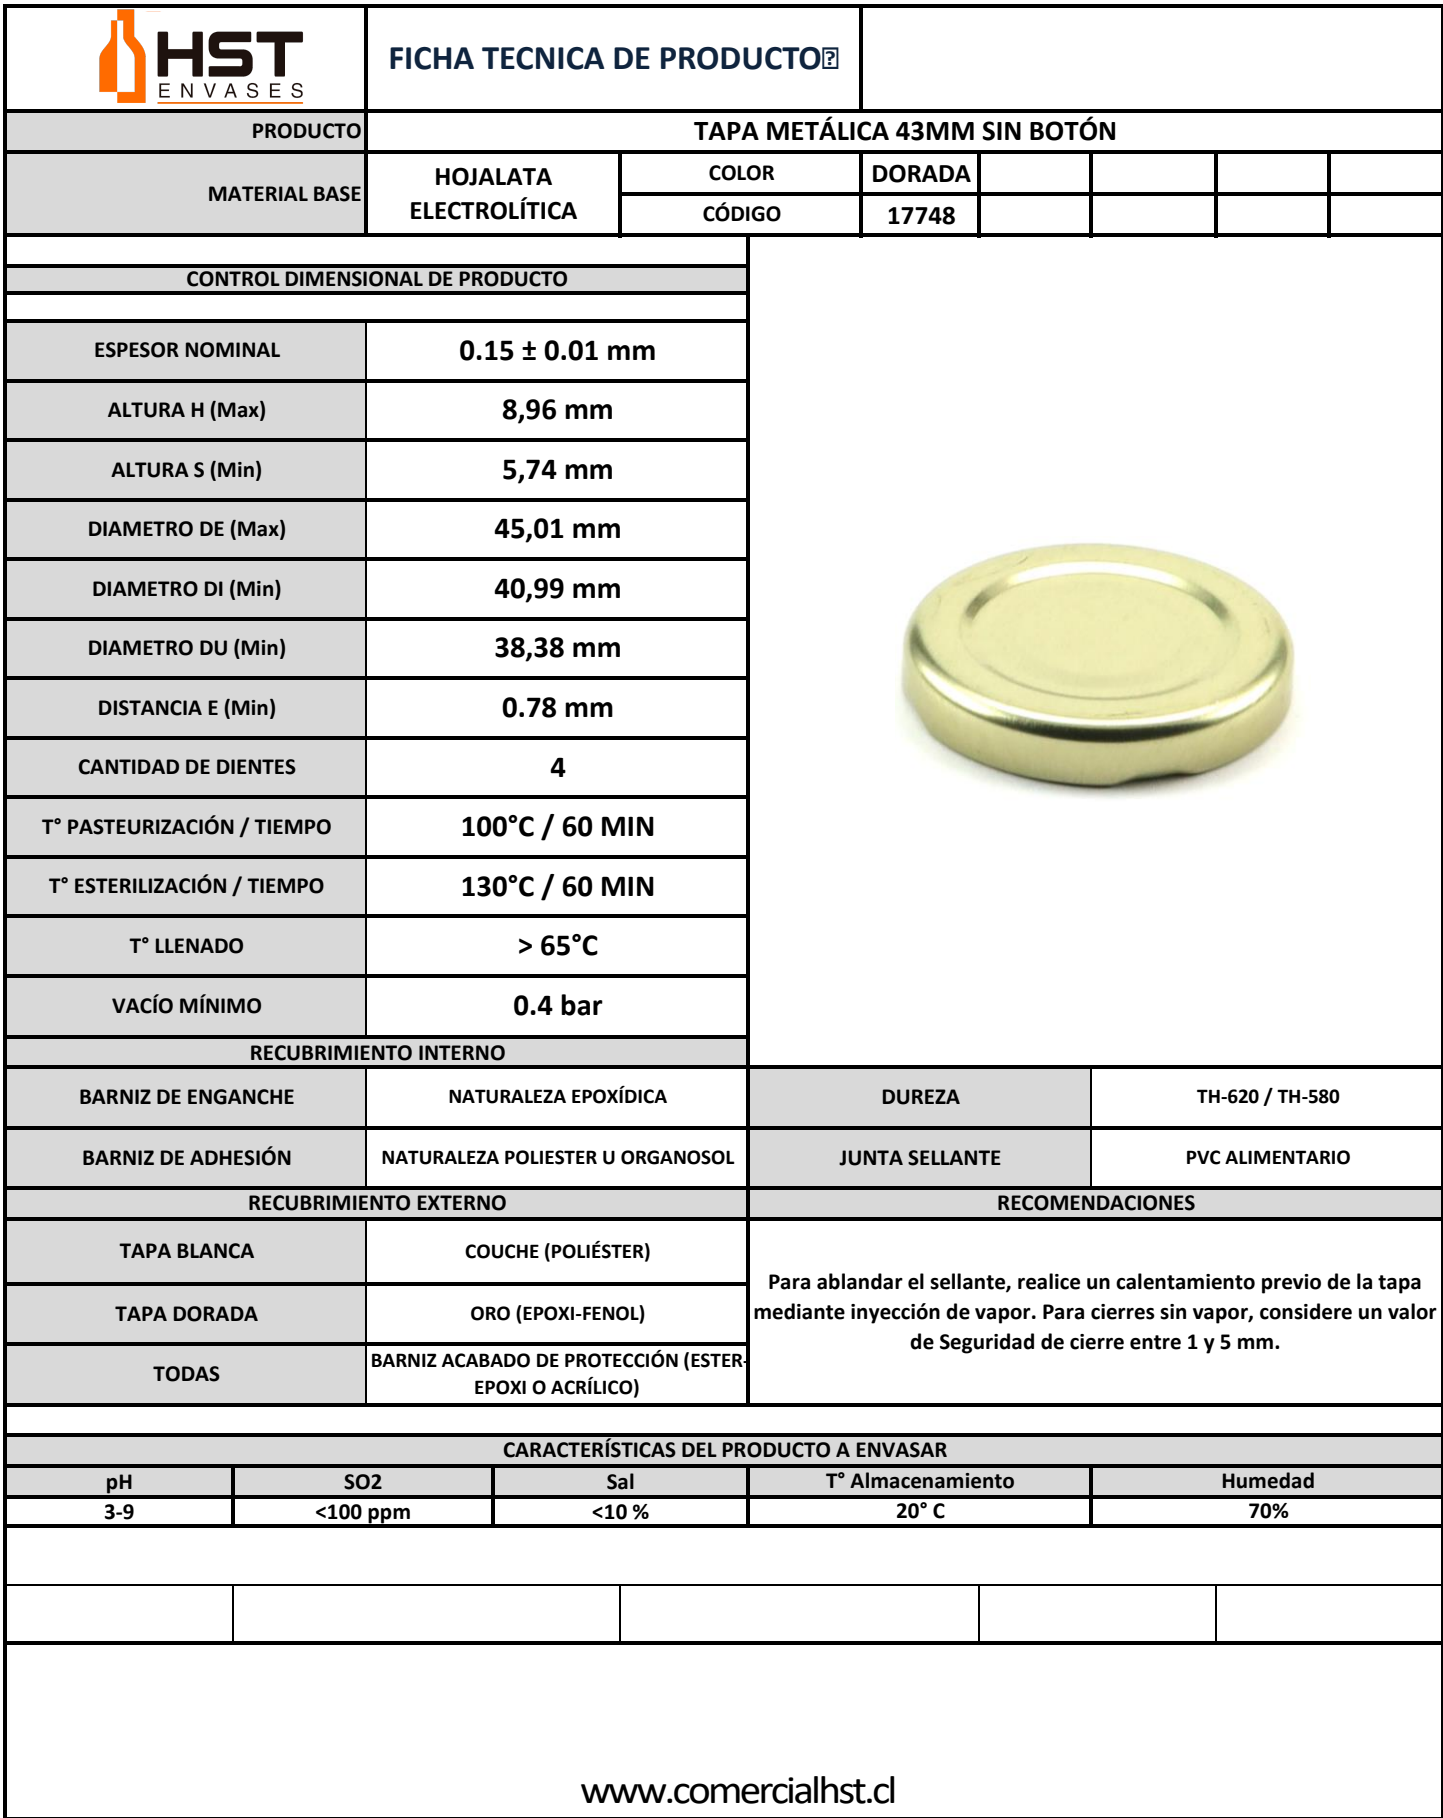 HST
ENVASES
FICHA TECNICA DE PRODUCTO
PRODUCTO
TAPA METÁLICA 43MM SIN BOTÓN
MATERIAL BASE
HOJALATA
ELECTROLÍTICA
COLOR
DORADA
CÓDIGO
17748
CONTROL DIMENSIONAL DE PRODUCTO
ESPESOR NOMINAL
0.15 ± 0.01 mm
ALTURA H (Max)
8,96 mm
ALTURA S (Min)
5,74 mm
DIAMETRO DE (Max)
45,01 mm
DIAMETRO DI (Min)
40,99 mm
DIAMETRO DU (Min)
38,38 mm
DISTANCIA E (Min)
0.78 mm
CANTIDAD DE DIENTES
4
T° PASTEURIZACIÓN / TIEMPO
100°C / 60 MIN
T° ESTERILIZACIÓN / TIEMPO
130°C / 60 MIN
T° LLENADO
> 65°C
VACÍO MÍNIMO
0.4 bar
RECUBRIMIENTO INTERNO
BARNIZ DE ENGANCHE
NATURALEZA EPOXÍDICA
DUREZA
TH-620 / TH-580
BARNIZ DE ADHESIÓN
NATURALEZA POLIESTER U ORGANOSOL
JUNTA SELLANTE
PVC ALIMENTARIO
RECUBRIMIENTO EXTERNO
RECOMENDACIONES
TAPA BLANCA
COUCHE (POLIÉSTER)
TAPA DORADA
ORO (EPOXI-FENOL)
TODAS
BARNIZ ACABADO DE PROTECCIÓN (ESTER-
EPOXI O ACRÍLICO)
Para ablandar el sellante, realice un calentamiento previo de la tapa
mediante inyección de vapor. Para cierres sin vapor, considere un valor
de Seguridad de cierre entre 1 y 5 mm.
CARACTERÍSTICAS DEL PRODUCTO A ENVASAR
pH
SO2
Sal
T° Almacenamiento
Humedad
3-9
<100 ppm
<10 %
20° C
70%
www.comercialhst.cl